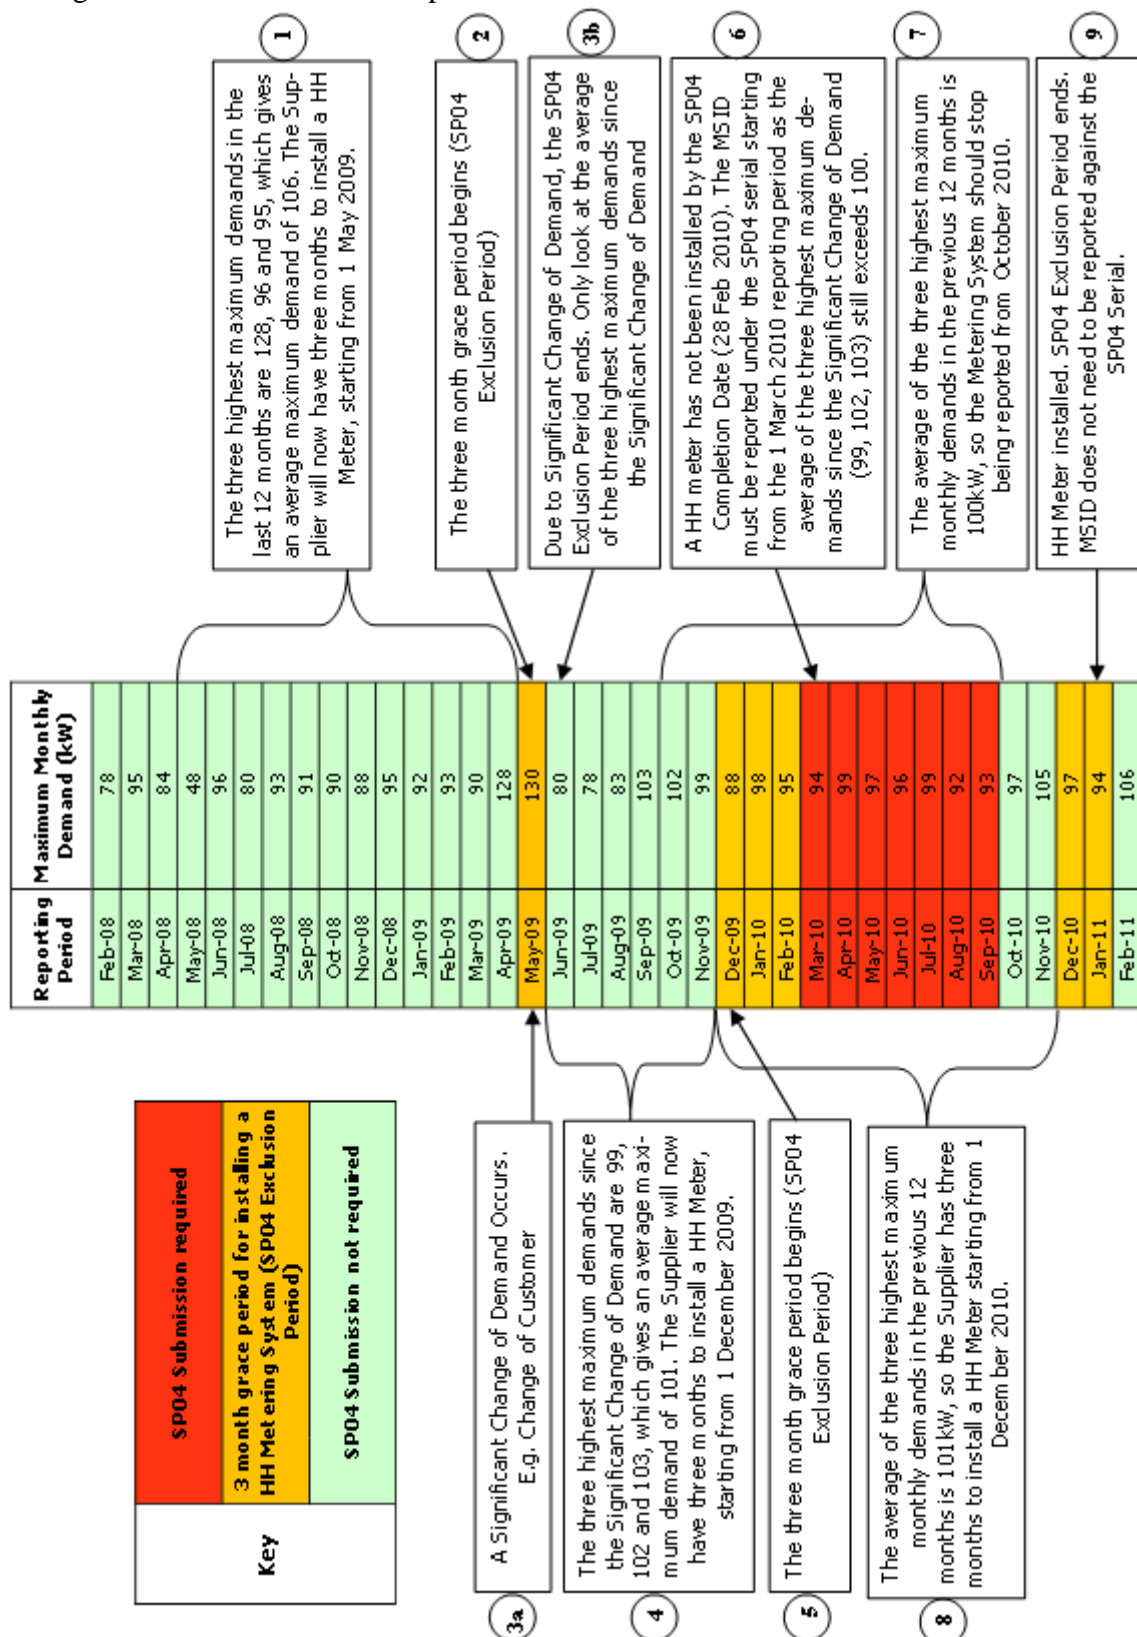 Key
SP04 Submission required
3 month grace period for installing a
HH Metering System (SP04 Exclusion
Period)
SP04 Submission not required
3a
A Significant Change of Demand Occurs.
E.g. Change of Customer
4
The three highest maximum demands since
the Significant Change of Demand are 99,
102 and 103, which gives an average maxi-
mum demand of 101. The Supplier will now
have three months to install a HH Meter,
starting from 1 December 2009.
5
The three month grace period begins (SP04
Exclusion Period)
8
The average of the three highest maximum
monthly demands in the previous 12
months is 101kW, so the Supplier has three
months to install a HH Meter starting from 1
December 2010.
Reporting Period Maximum Monthly Demand (kW)
Feb-08 78
Mar-08 95
Apr-08 84
May-08 48
Jun-08 96
Jul-08 80
Aug-08 93
Sep-08 91
Oct-08 90
Nov-08 88
Dec-08 95
Jan-09 92
Feb-09 93
Mar-09 90
Apr-09 128
May-09 130
Jun-09 80
Jul-09 78
Aug-09 83
Sep-09 103
Oct-09 102
Nov-09 99
Dec-09 88
Jan-10 98
Feb-10 95
Mar-10 94
Apr-10 99
May-10 97
Jun-10 96
Jul-10 99
Aug-10 92
Sep-10 93
Oct-10 97
Nov-10 105
Dec-10 97
Jan-11 94
Feb-11 106
1
The three highest maximum demands in the
last 12 months are 128, 96 and 95, which gives
an average maximum demand of 106. The Sup-
plier will now have three months to install a HH
Meter, starting from 1 May 2009.
2
The three month grace period begins (SP04
Exclusion Period)
3b
Due to Significant Change of Demand, the SP04
Exclusion Period ends. Only look at the average
of the three highest maximum demands since
the Significant Change of Demand
6
A HH meter has not been installed by the SP04
Completion Date (28 Feb 2010). The MSID
must be reported under the SP04 serial starting
from the 1 March 2010 reporting period as the
average of the three highest maximum de-
mands since the Significant Change of Demand
(99, 102, 103) still exceeds 100.
7
The average of the three highest maximum
monthly demands in the previous 12 months is
100kW, so the Metering System should stop
being reported from October 2010.
9
HH Meter installed. SP04 Exclusion Period ends.
MSID does not need to be reported against the
SP04 Serial.